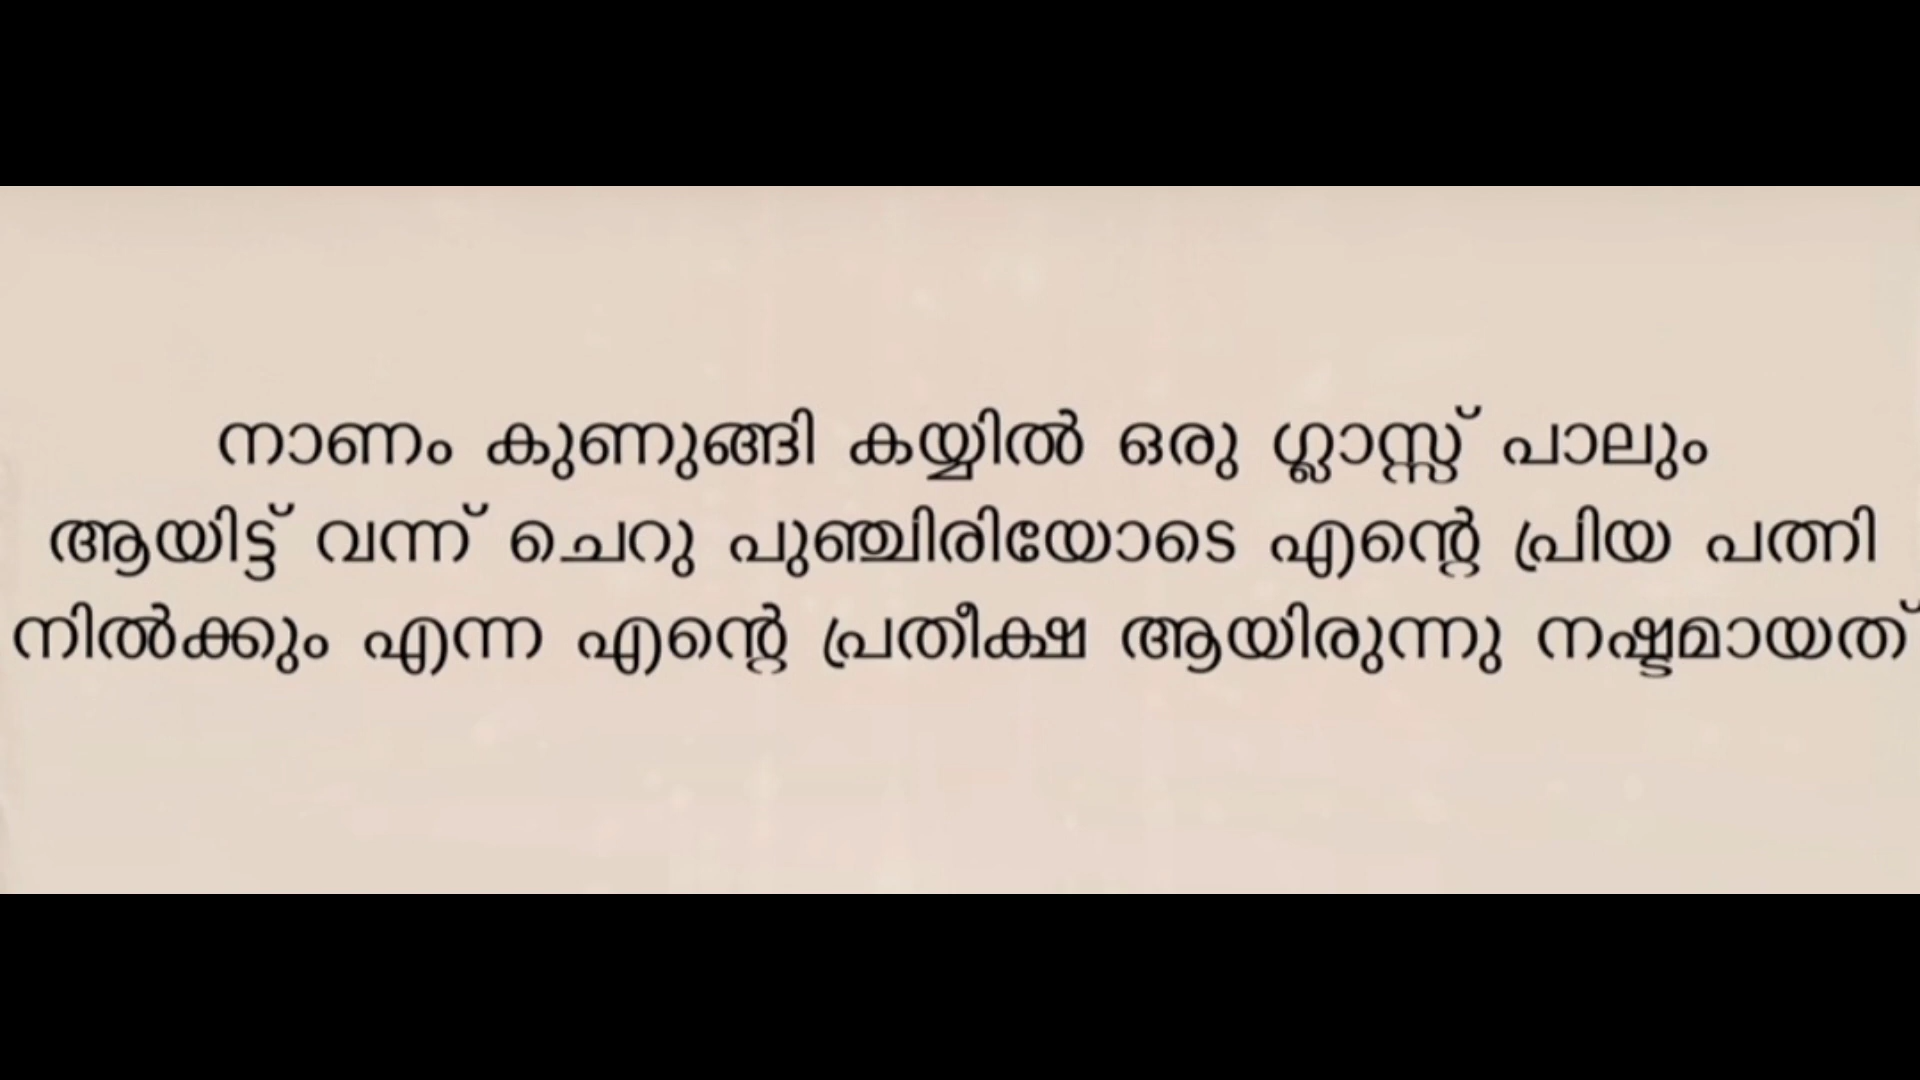 നാണം കുണുങ്ങി കയ്യിൽ ഒരു ഗ്ലാസ്സ് പാലും
ആയിട്ട് വന്ന് ചെറു പുഞ്ചിരിയോടെ എന്റെ പ്രിയ പത്നി
നിൽക്കും എന്ന എന്റെ പ്രതീക്ഷ ആയിരുന്നു നഷ്ടമായത്